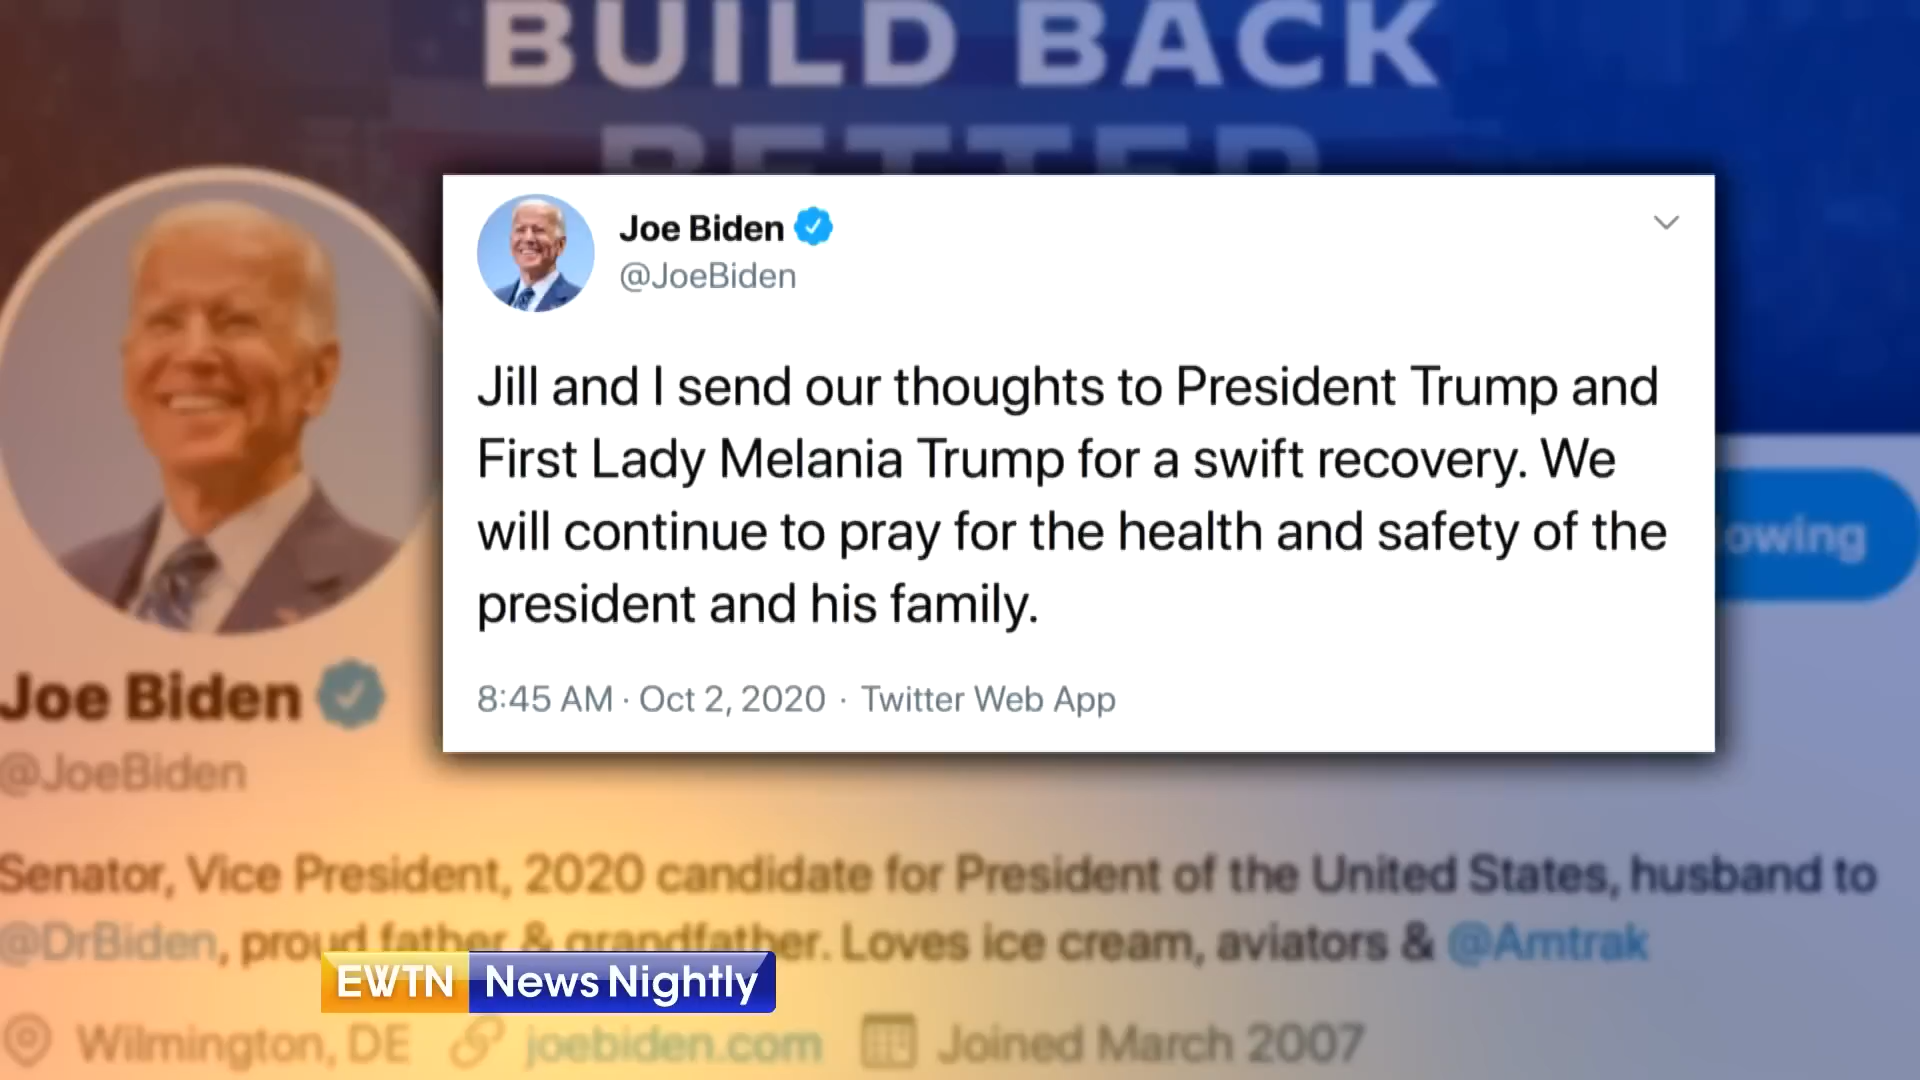 BUILD BACK
BETTER
Joe Biden
@JoeBiden
Jill and I send our thoughts to President Trump and
First Lady Melania Trump for a swift recovery. We
will continue to pray for the health and safety of the
president and his family.
8:45 AM · Oct 2, 2020 · Twitter Web App
owing
Joe Biden
@JoeBiden
Senator, Vice President, 2020 candidate for President of the United States, husband to
@DrBiden, proud father & grandfather. Loves ice cream, aviators & @Amtrak
EWTN News Nightly
Wilmington, DE joebiden.com Joined March 2007